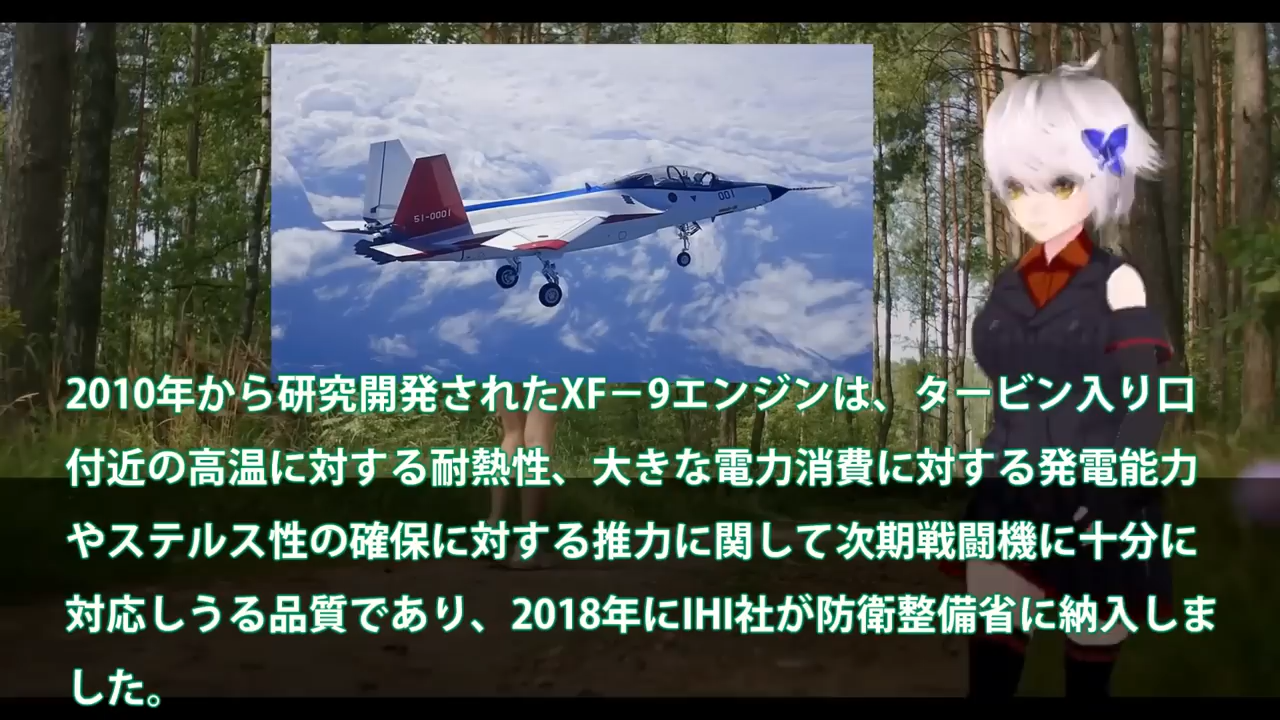 51-0001
001
2010年から研究開発されたXF－9エンジンは、タービン入り口
付近の高温に対する耐熱性、大きな電力消費に対する発電能力
やステルス性の確保に対する推力に関して次期戦闘機に十分に
対応しうる品質であり、2018年にIHI社が防衛整備省に納入しま
した。